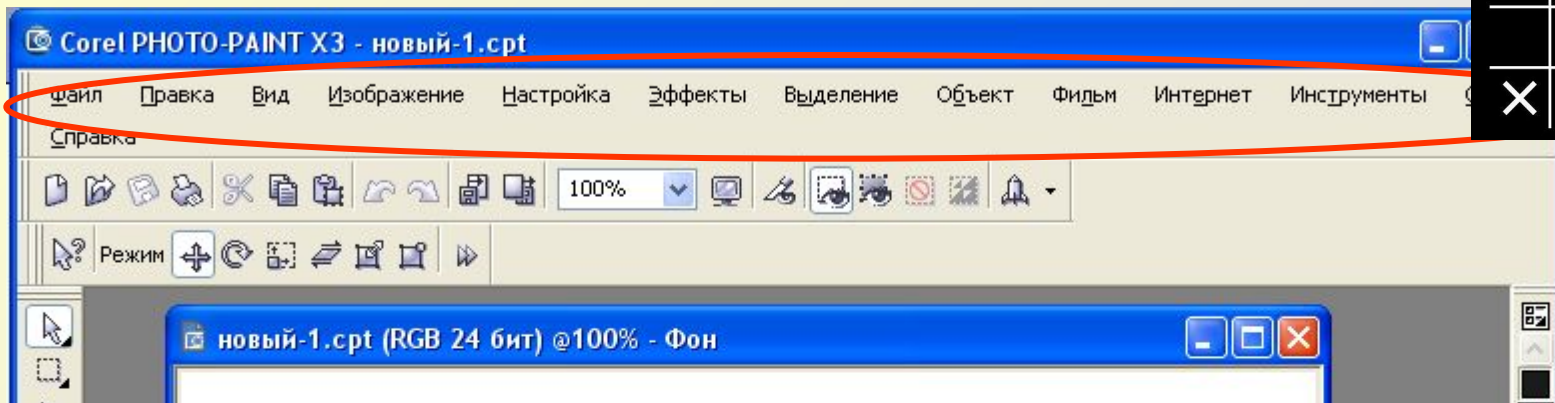 Corel PHOTO-PAINT X3 - новый-1.cpt
Файл Правка Вид Изображение Настройка Эффекты Выделение Объект Фильм Интернет Инструменты
Справка
100%
Режим
новый-1.cpt (RGB 24 бит) @100% - Фон